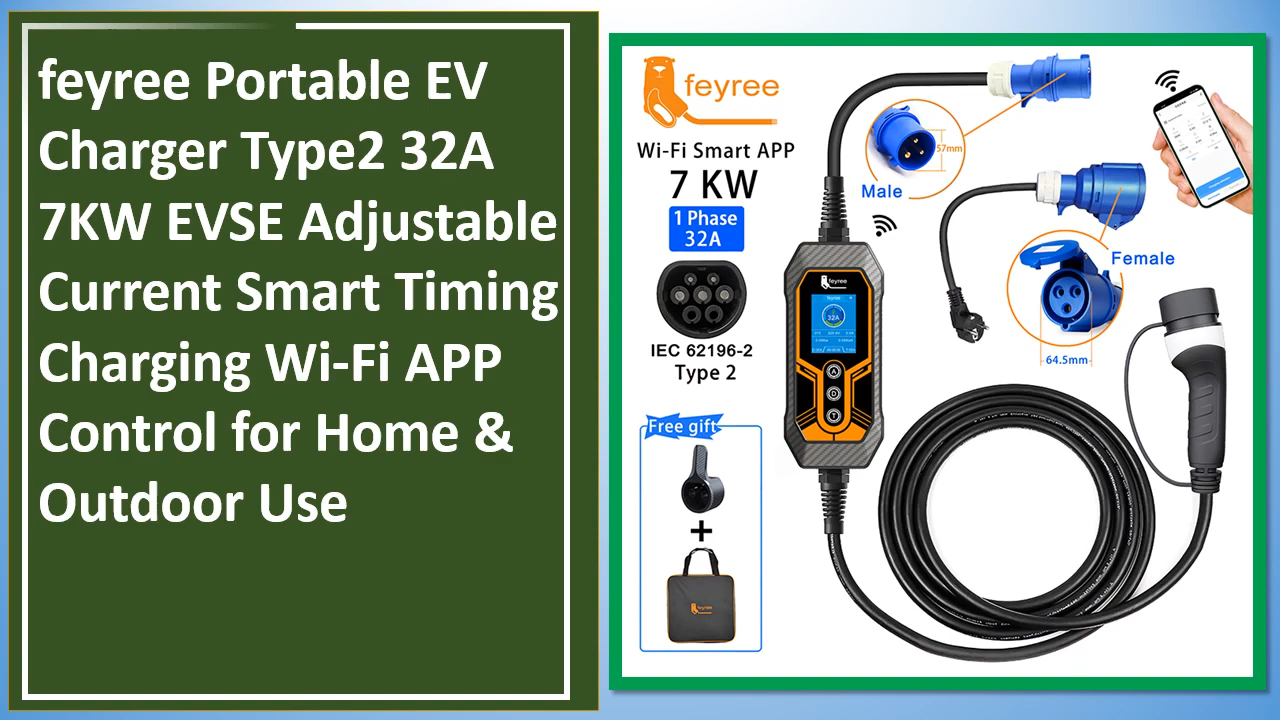 feyree Portable EV
Charger Type2 32A
7KW EVSE Adjustable
Current Smart Timing
Charging Wi-Fi APP
Control for Home &
Outdoor Use
feyree
Wi-Fi Smart APP
7 KW
1 Phase
32A
IEC 62196-2
Type 2
Free gift
+
feyree
57mm
Male
feyree
32A
A
D
T
Female
64.5mm